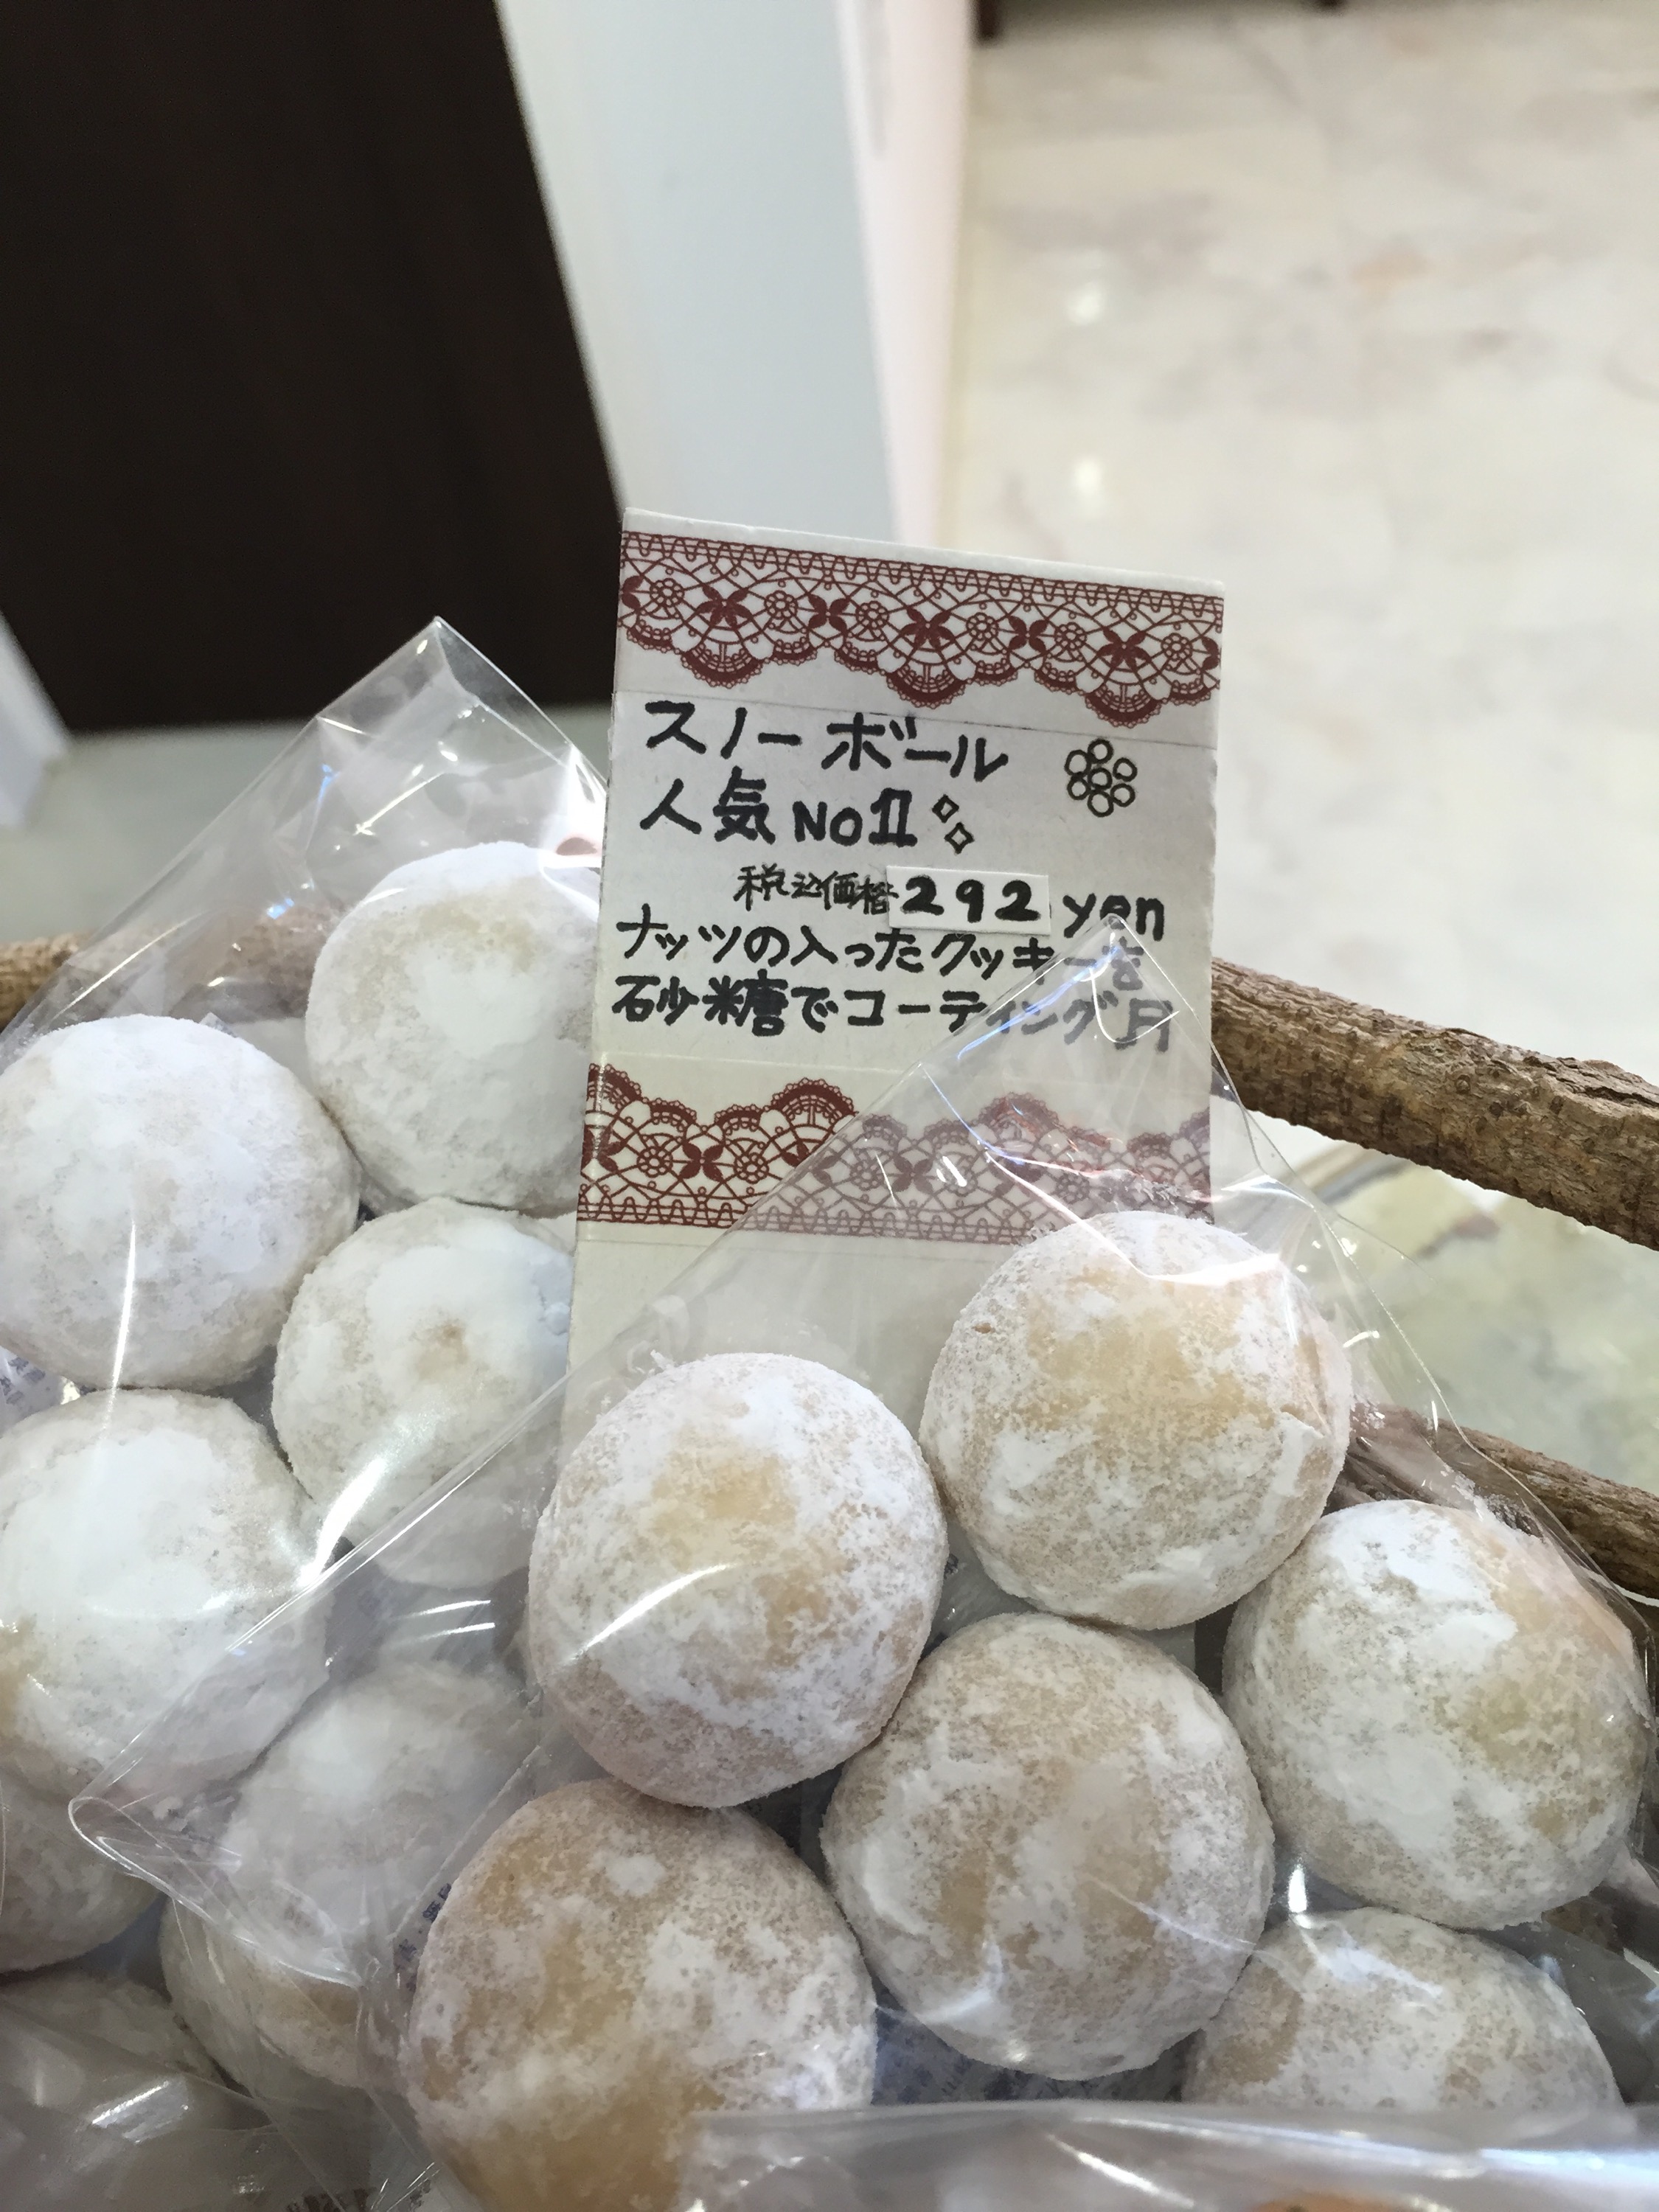 スノーボール
人気NO1
税込価格 292 yen
ナッツの入ったクッキーを
砂糖でコーティング